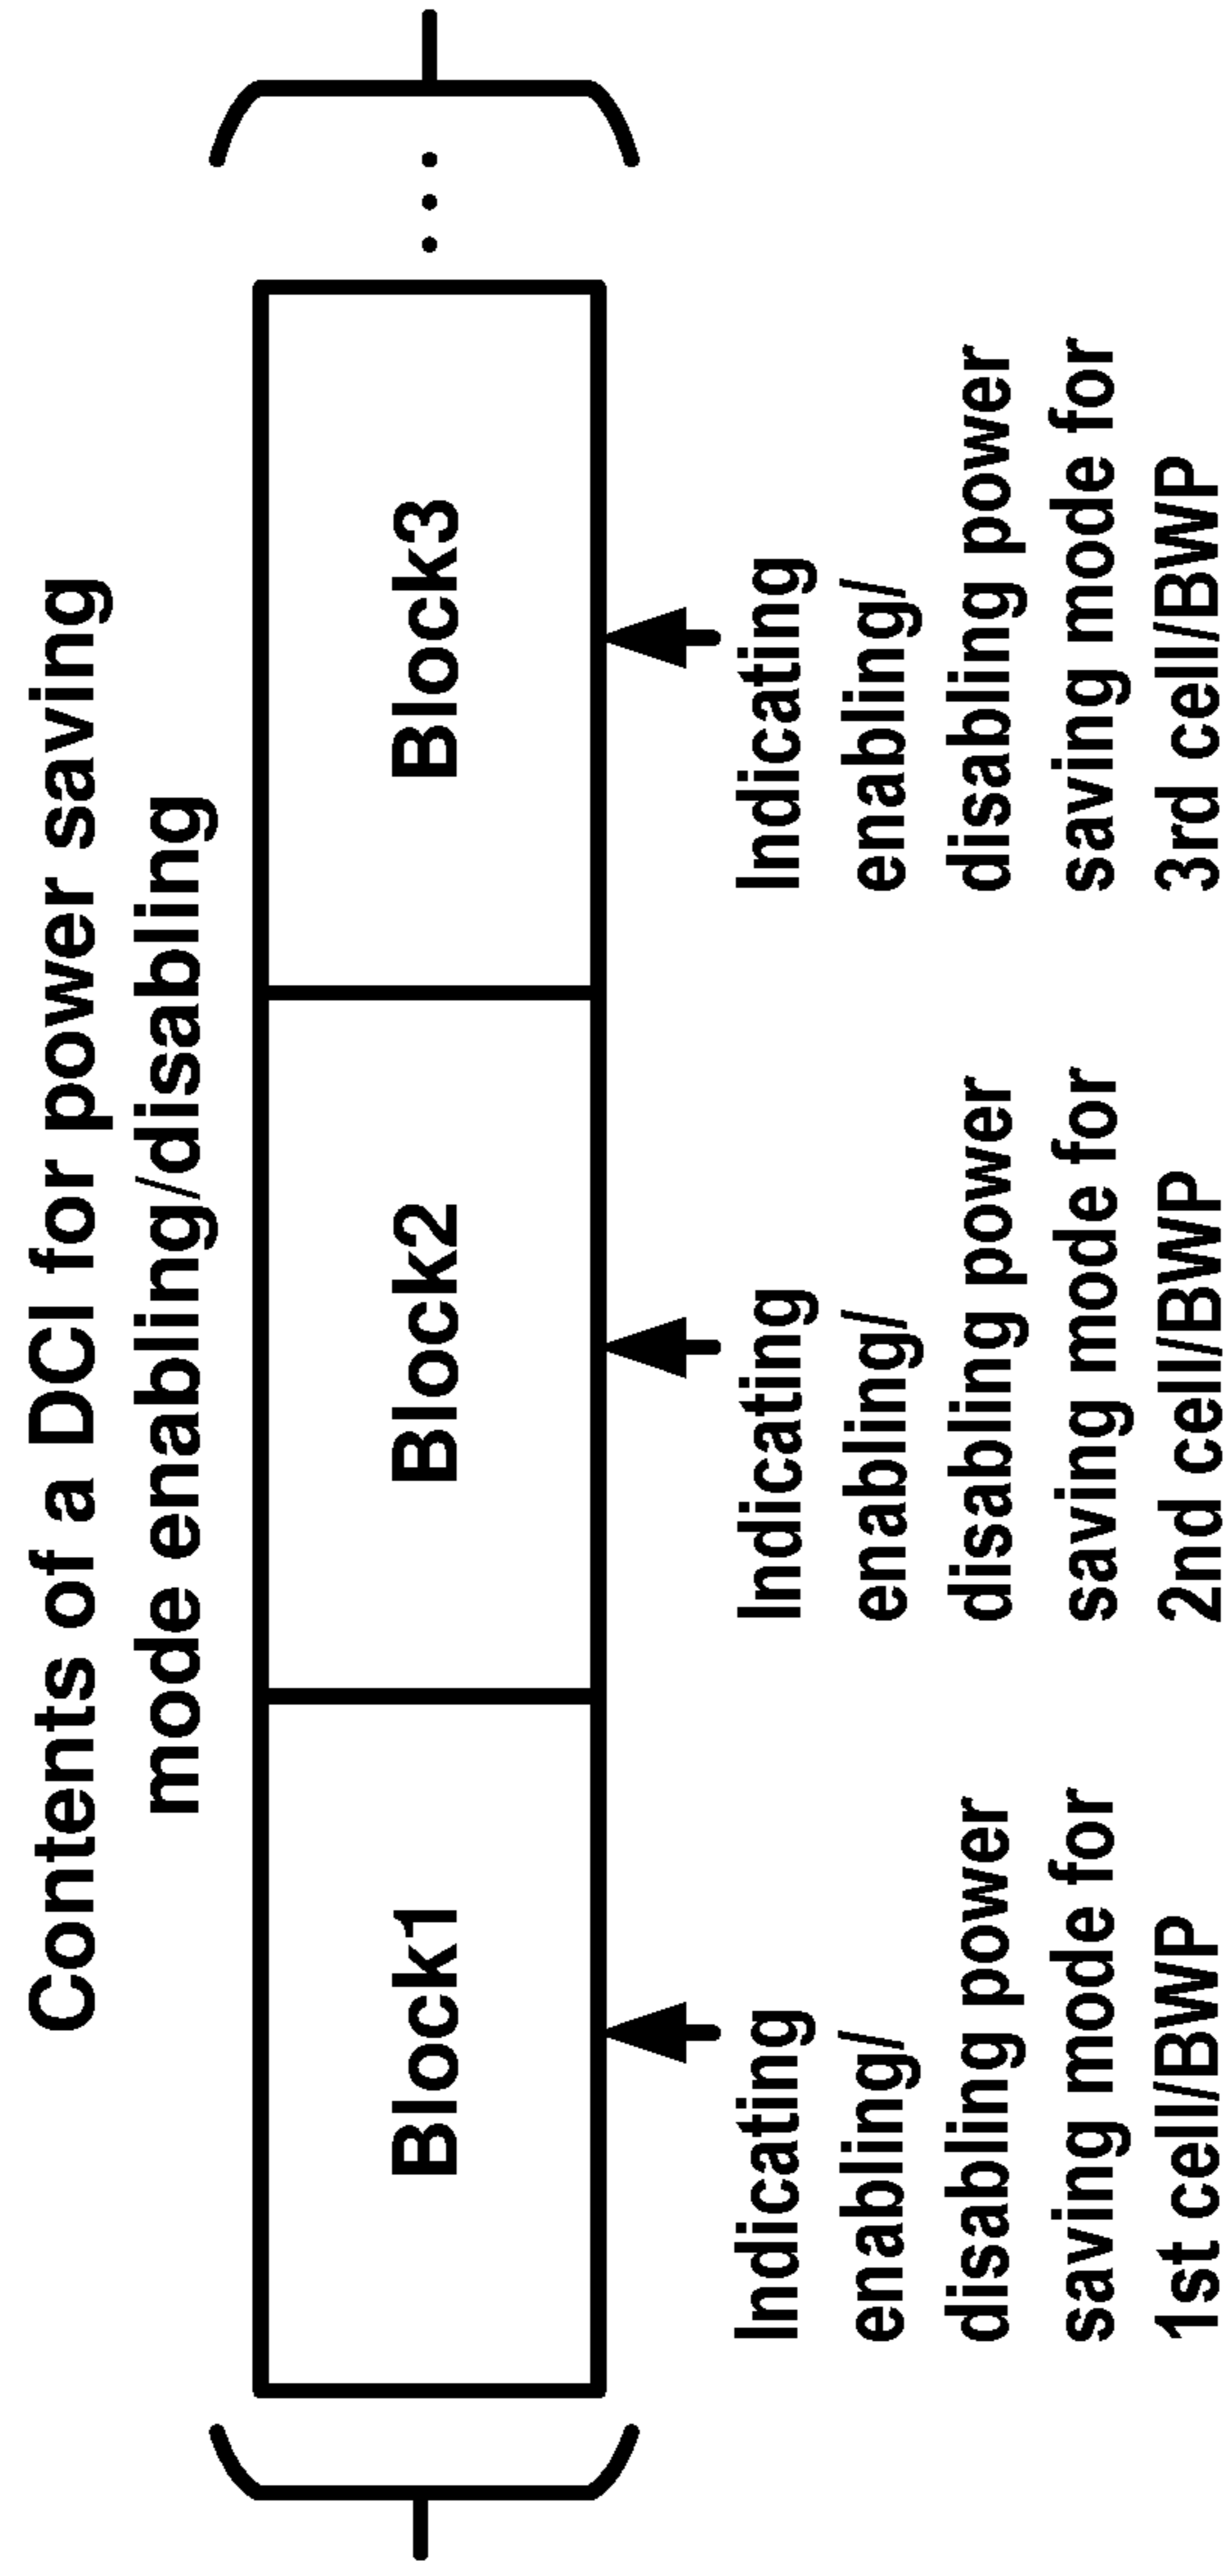 Contents of a DCI for power saving
mode enabling/disabling
Block1
Block2
Block3
...
Indicating
enabling/
disabling power
saving mode for
1st cell/BWP
Indicating
enabling/
disabling power
saving mode for
2nd cell/BWP
Indicating
enabling/
disabling power
saving mode for
3rd cell/BWP